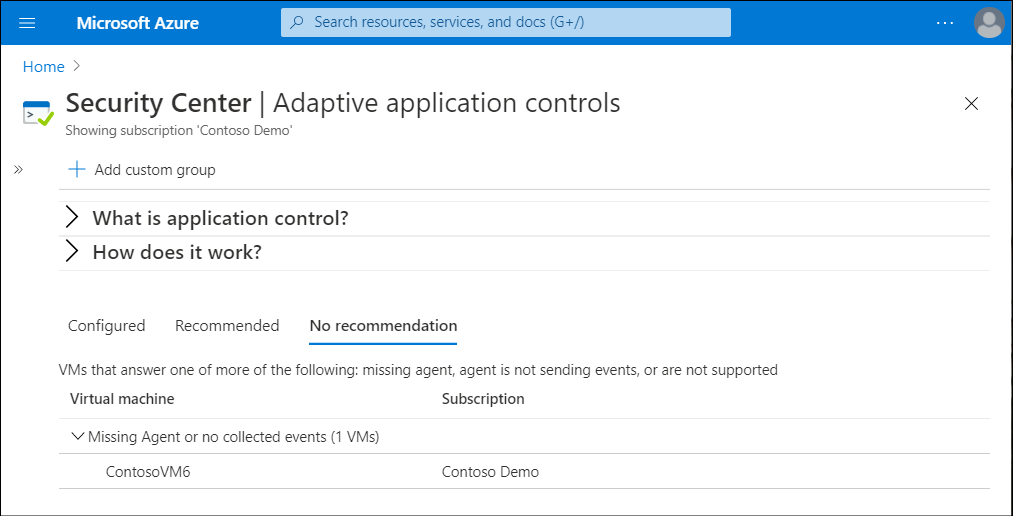 Microsoft Azure
Search resources, services, and docs (G+/)
Home
Security Center | Adaptive application controls
Showing subscription 'Contoso Demo'
Add custom group
What is application control?
How does it work?
Configured Recommended No recommendation
VMs that answer one of more of the following: missing agent, agent is not sending events, or are not supported
Virtual machine Subscription
Missing Agent or no collected events (1 VMs)
ContosoVM6 Contoso Demo